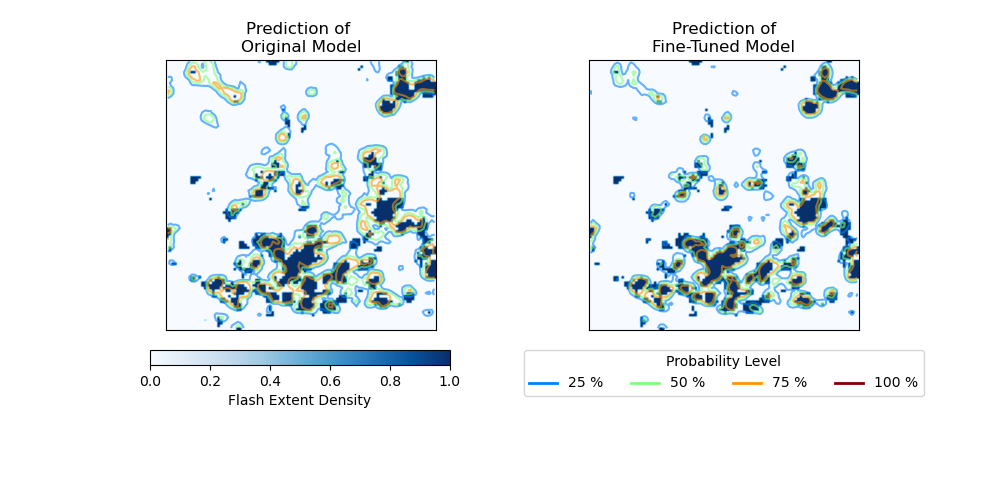 Prediction of
Original Model
Prediction of
Fine-Tuned Model
0.0 0.2 0.4 0.6 0.8 1.0
Flash Extent Density
Probability Level
25 % 50 % 75 % 100 %